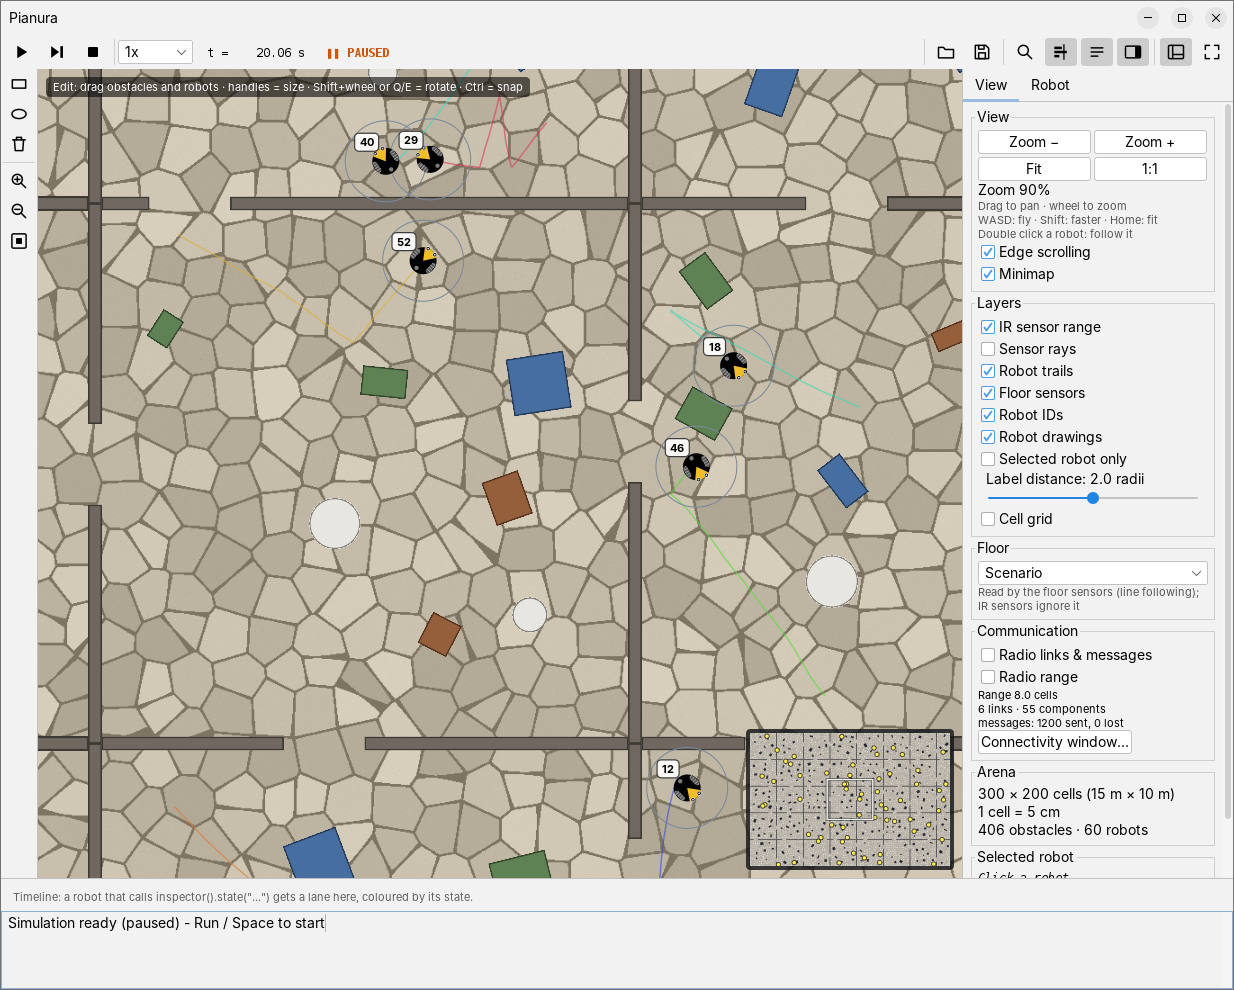 Pianura
1x
t = 20.06 s
PAUSED
Edit: drag obstacles and robots · handles = size · Shift+wheel or Q/E = rotate · Ctrl = snap
40
29
52
18
46
12
View
Robot
View
Zoom −
Zoom +
Fit
1:1
Zoom 90%
Drag to pan · wheel to zoom
WASD: fly · Shift: faster · Home: fit
Double click a robot: follow it
Edge scrolling
Minimap
Layers
IR sensor range
Sensor rays
Robot trails
Floor sensors
Robot IDs
Robot drawings
Selected robot only
Label distance: 2.0 radii
Cell grid
Floor
Scenario
Read by the floor sensors (line following);
IR sensors ignore it
Communication
Radio links & messages
Radio range
Range 8.0 cells
6 links · 55 components
messages: 1200 sent, 0 lost
Connectivity window...
Arena
300 × 200 cells (15 m × 10 m)
1 cell = 5 cm
406 obstacles · 60 robots
Selected robot
Click a robot
Timeline: a robot that calls inspector().state("...") gets a lane here, coloured by its state.
Simulation ready (paused) - Run / Space to start